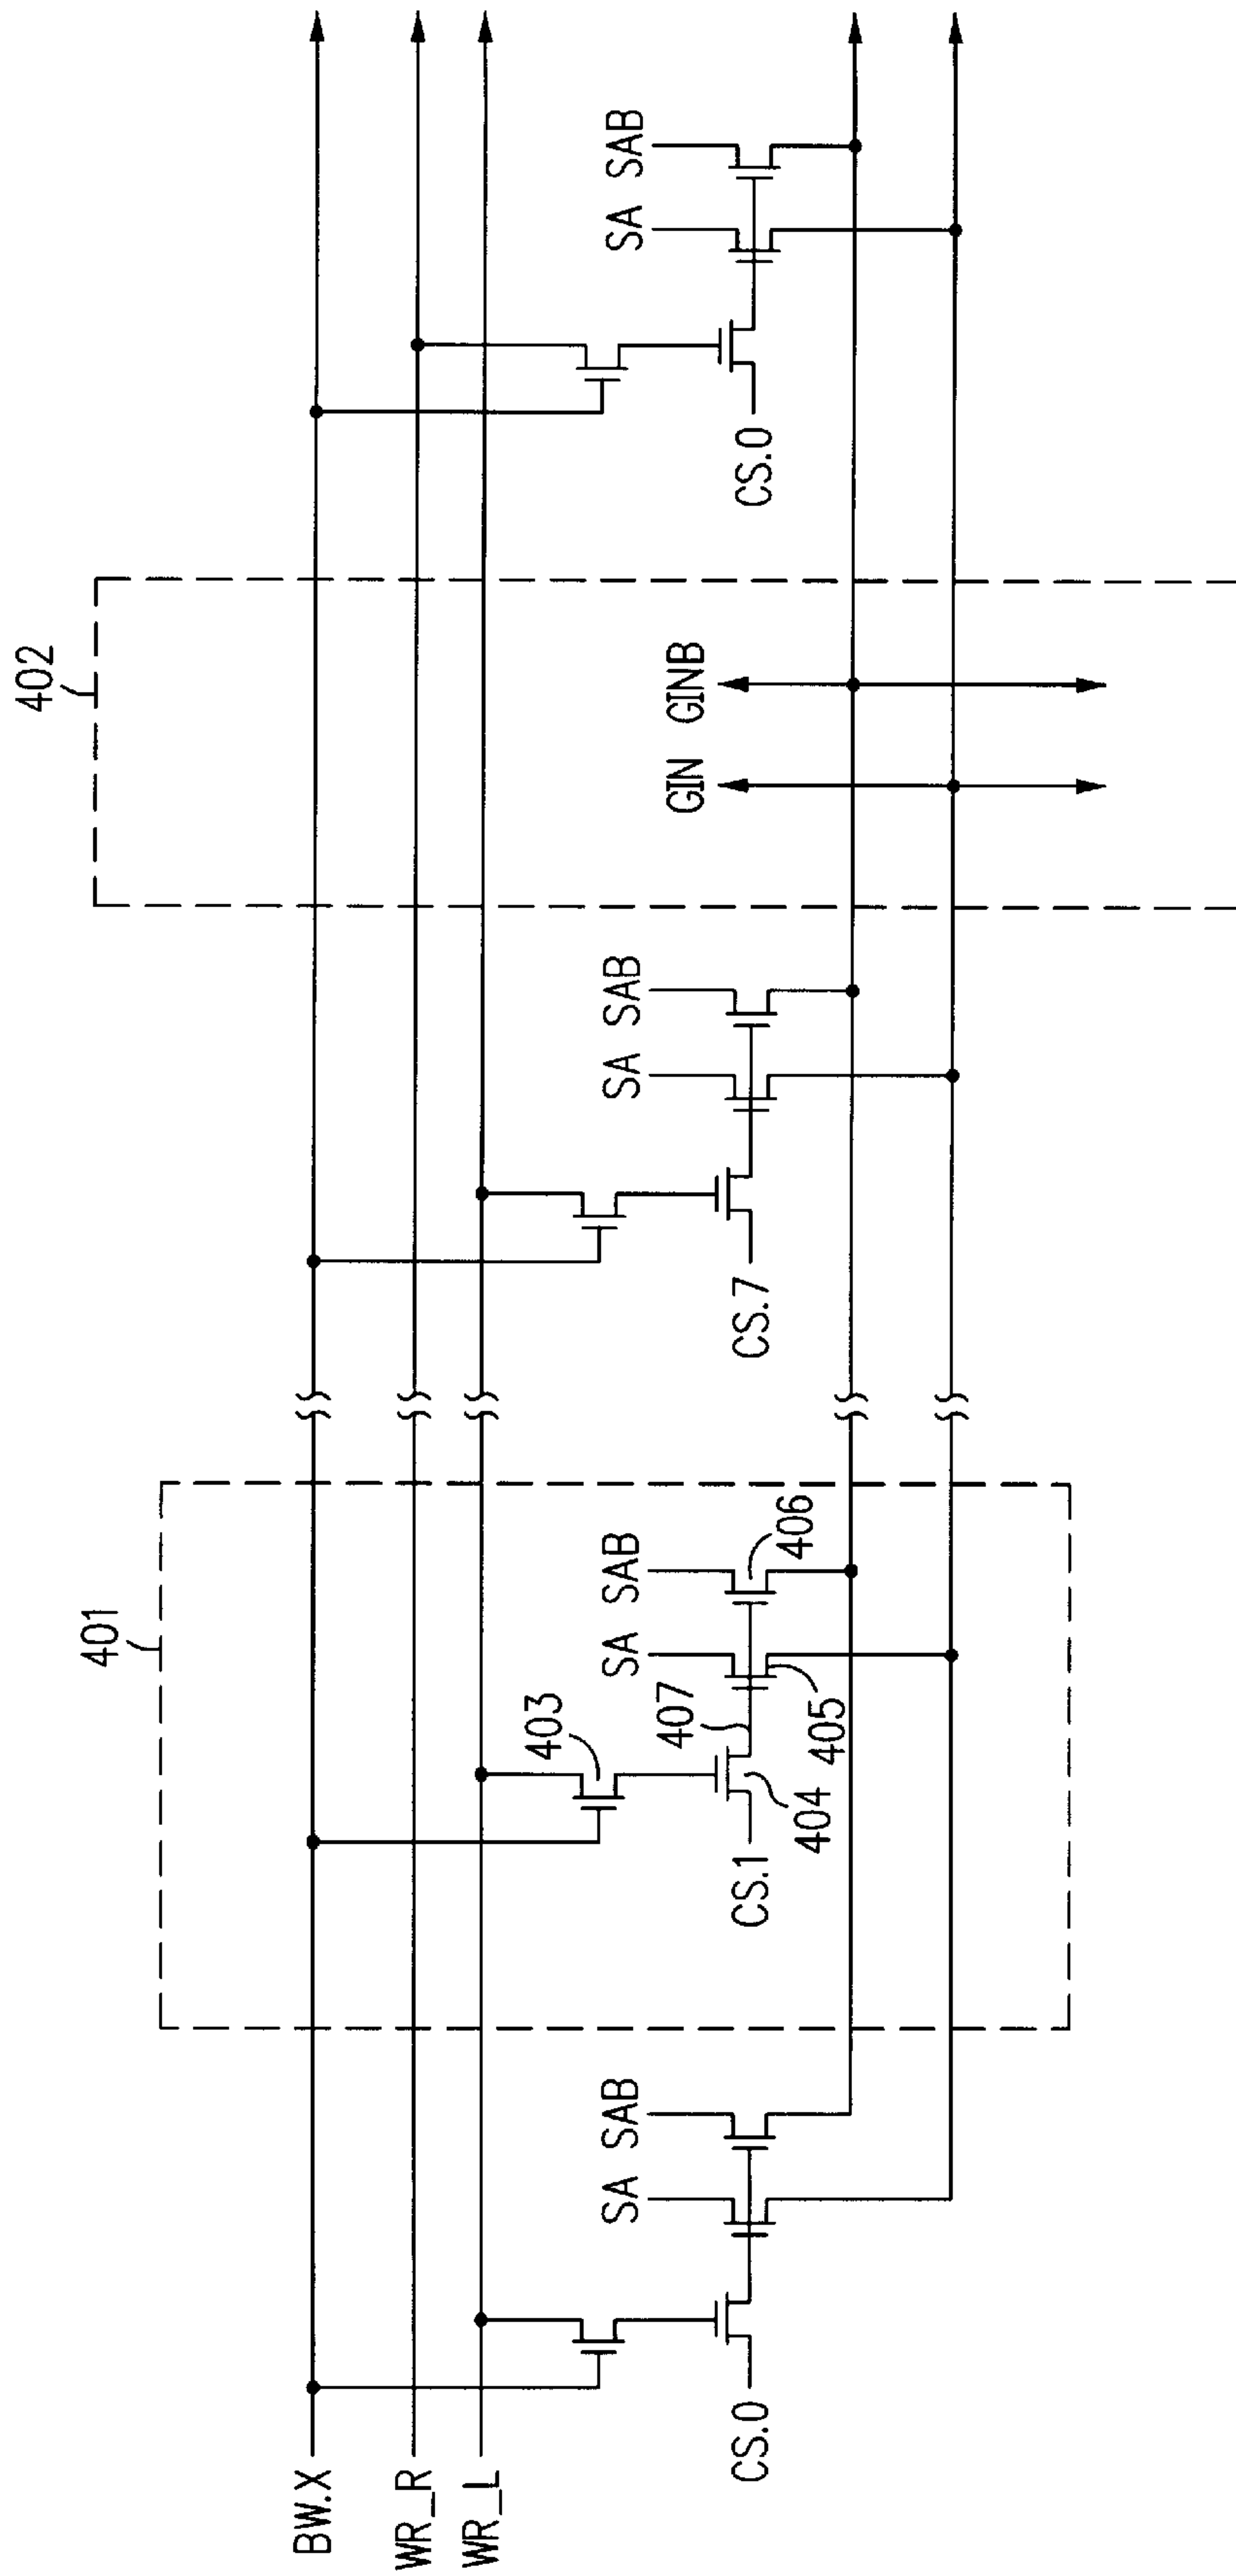 BW.X
WR_R
WR_L
CS.0
SA SAB
401
403
407
CS.1
404
405
SA SAB
406
CS.7
SA SAB
402
GIN GINB
CS.0
SA SAB